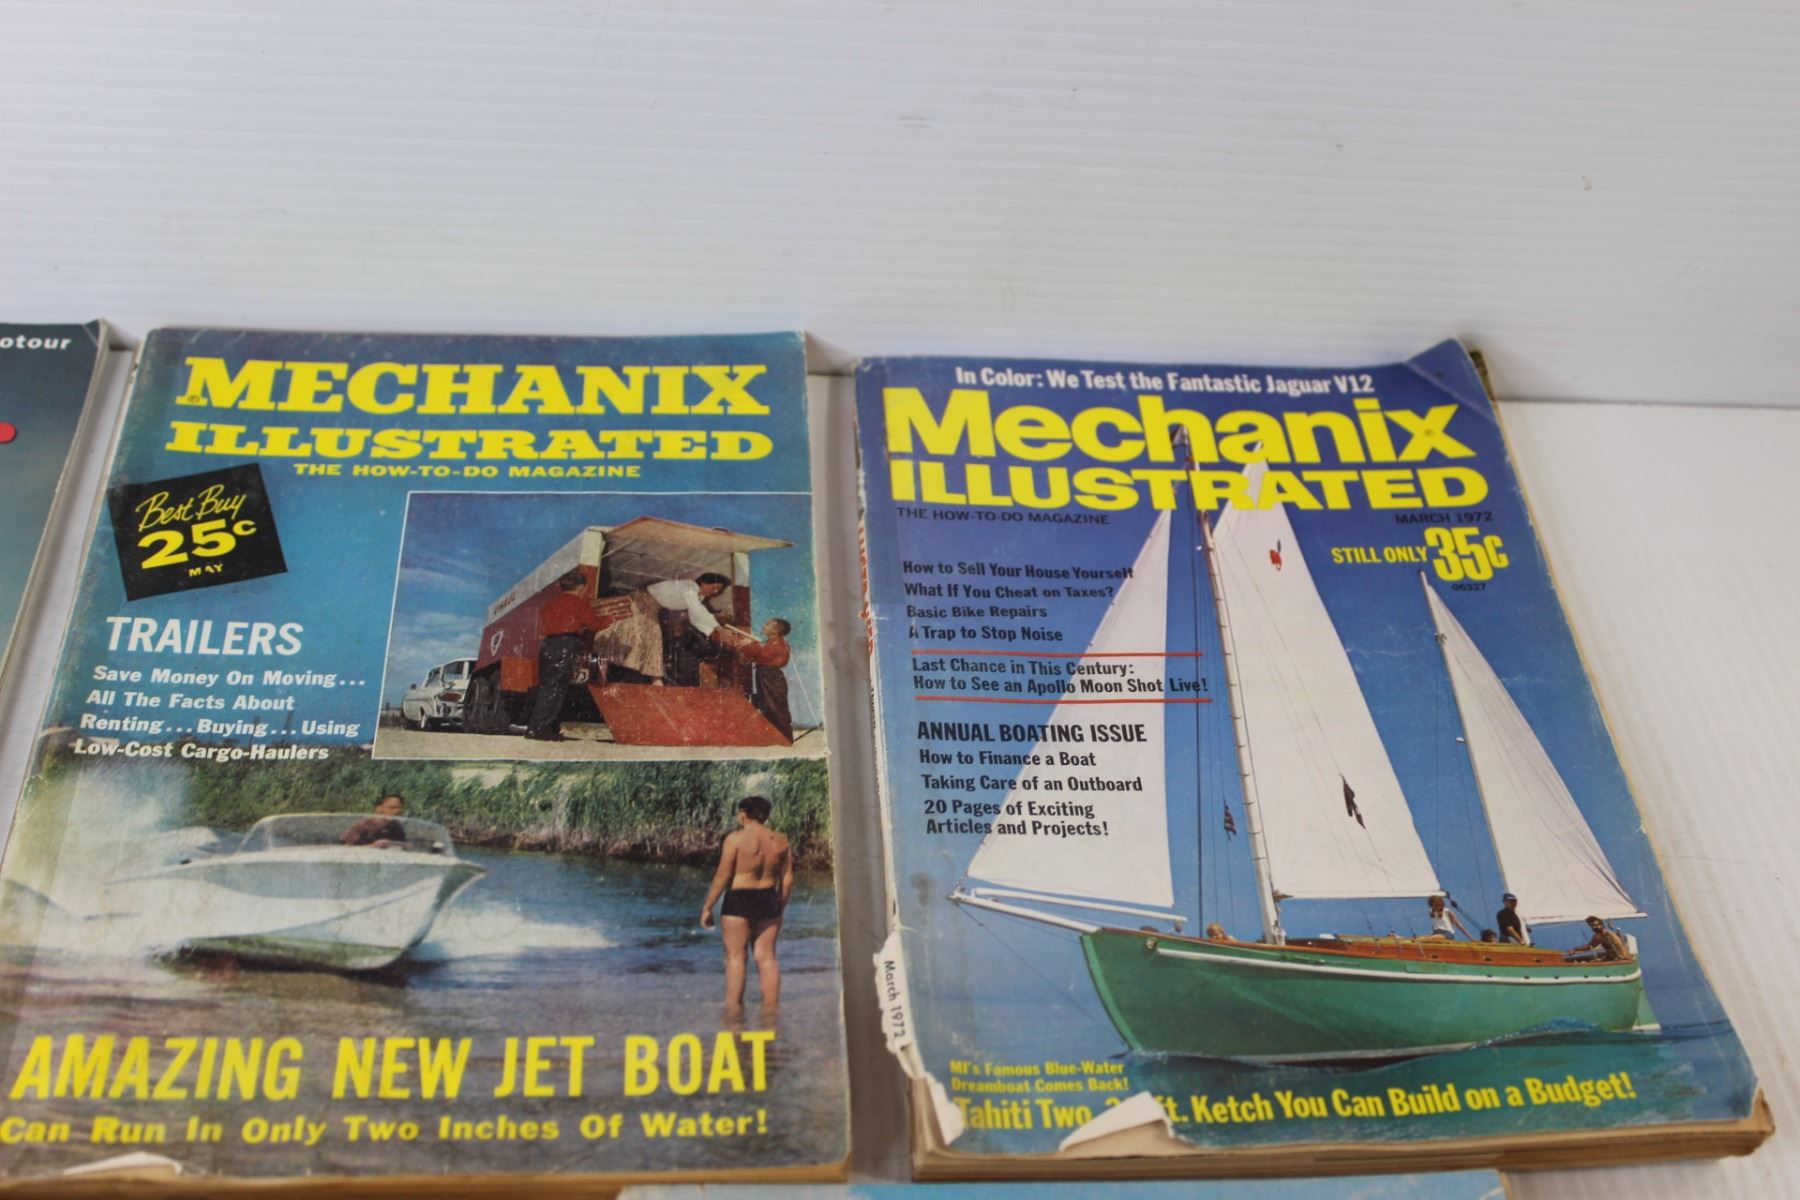 otour
MECHANIX
ILLUSTRATED
THE HOW-TO-DO MAGAZINE
Best Buy
25¢
MAY
TRAILERS
Save Money On Moving...
All The Facts About
Renting...Buying...Using
Low-Cost Cargo-Haulers
AMAZING NEW JET BOAT
Can Run In Only Two Inches Of Water!
In Color: We Test the Fantastic Jaguar V12
Mechanix
ILLUSTRATED
THE HOW-TO-DO MAGAZINE
MARCH 1972
STILL ONLY 35¢
06327
How to Sell Your House Yourself
What If You Cheat on Taxes?
Basic Bike Repairs
A Trap to Stop Noise
Last Chance in This Century:
How to See an Apollo Moon Shot Live!
ANNUAL BOATING ISSUE
How to Finance a Boat
Taking Care of an Outboard
20 Pages of Exciting
Articles and Projects!
March 1972
MI's Famous Blue-Water
Dreamboat Comes Back!
Tahiti Two, ft. Ketch You Can Build on a Budget!